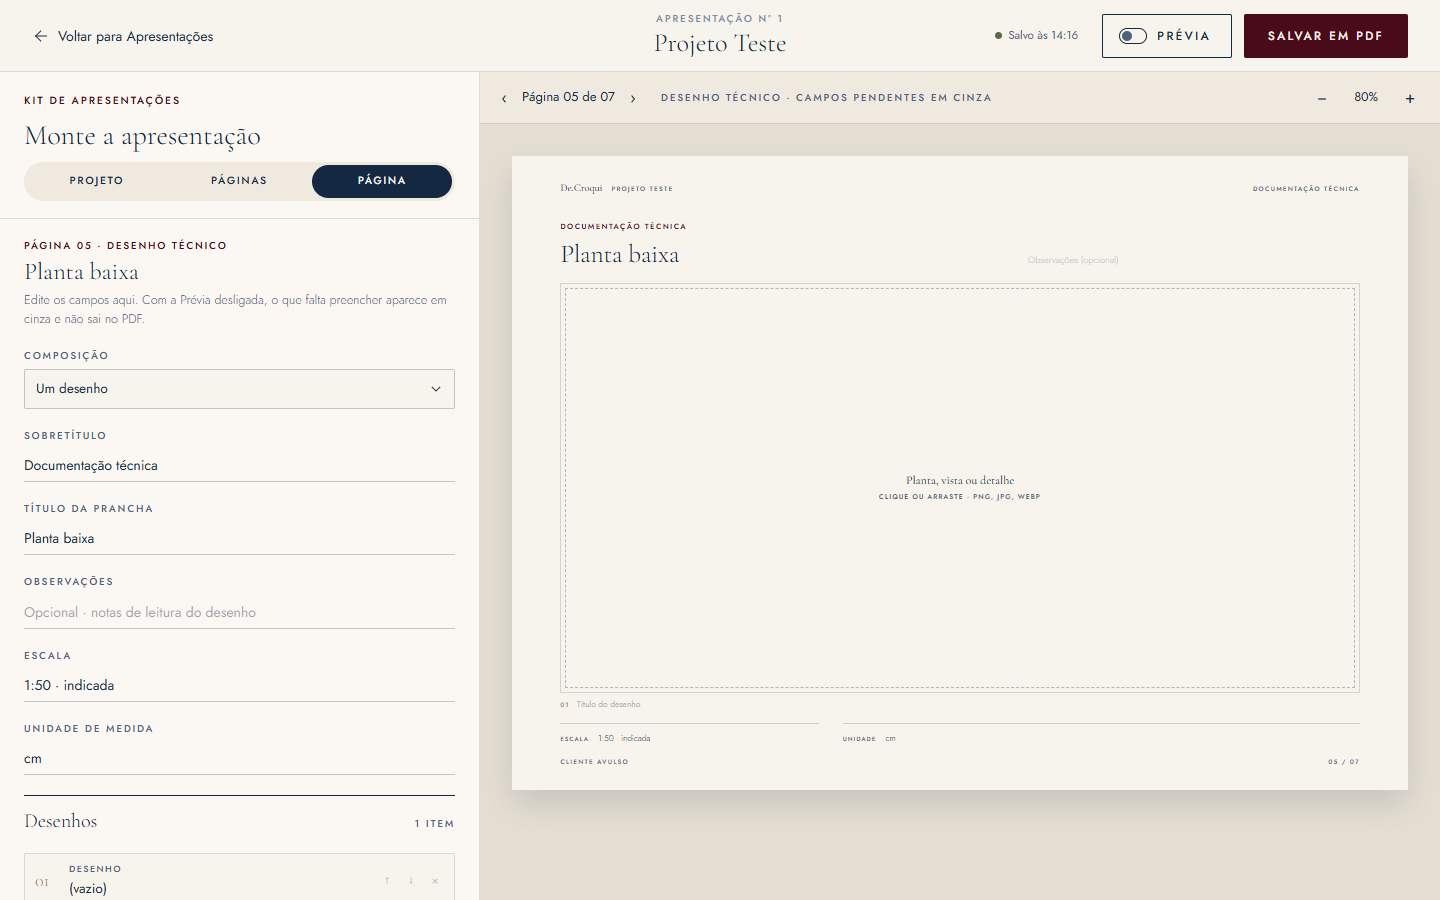 Voltar para Apresentações
APRESENTAÇÃO Nº 1
Projeto Teste
Salvo às 14:16
PRÉVIA
SALVAR EM PDF
KIT DE APRESENTAÇÕES
Monte a apresentação
PROJETO
PÁGINAS
PÁGINA
PÁGINA 05 · DESENHO TÉCNICO
Planta baixa
Edite os campos aqui. Com a Prévia desligada, o que falta preencher aparece em
cinza e não sai no PDF.
COMPOSIÇÃO
Um desenho
SOBRETÍTULO
Documentação técnica
TÍTULO DA PRANCHA
Planta baixa
OBSERVAÇÕES
Opcional · notas de leitura do desenho
ESCALA
1:50 · indicada
UNIDADE DE MEDIDA
cm
Desenhos
1 ITEM
01
DESENHO
(vazio)
Página 05 de 07
DESENHO TÉCNICO · CAMPOS PENDENTES EM CINZA
80%
Dr.Croqui PROJETO TESTE
DOCUMENTAÇÃO TÉCNICA
DOCUMENTAÇÃO TÉCNICA
Planta baixa
Observações (opcional)
Planta, vista ou detalhe
CLIQUE OU ARRASTE · PNG, JPG, WEBP
01 Título do desenho
ESCALA 1:50 · indicada
UNIDADE cm
CLIENTE AVULSO
05 / 07